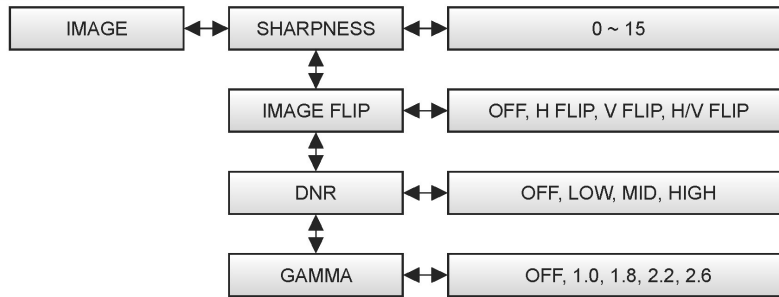 IMAGE
SHARPNESS
0 ~ 15
IMAGE FLIP
OFF, H FLIP, V FLIP, H/V FLIP
DNR
OFF, LOW, MID, HIGH
GAMMA
OFF, 1.0, 1.8, 2.2, 2.6